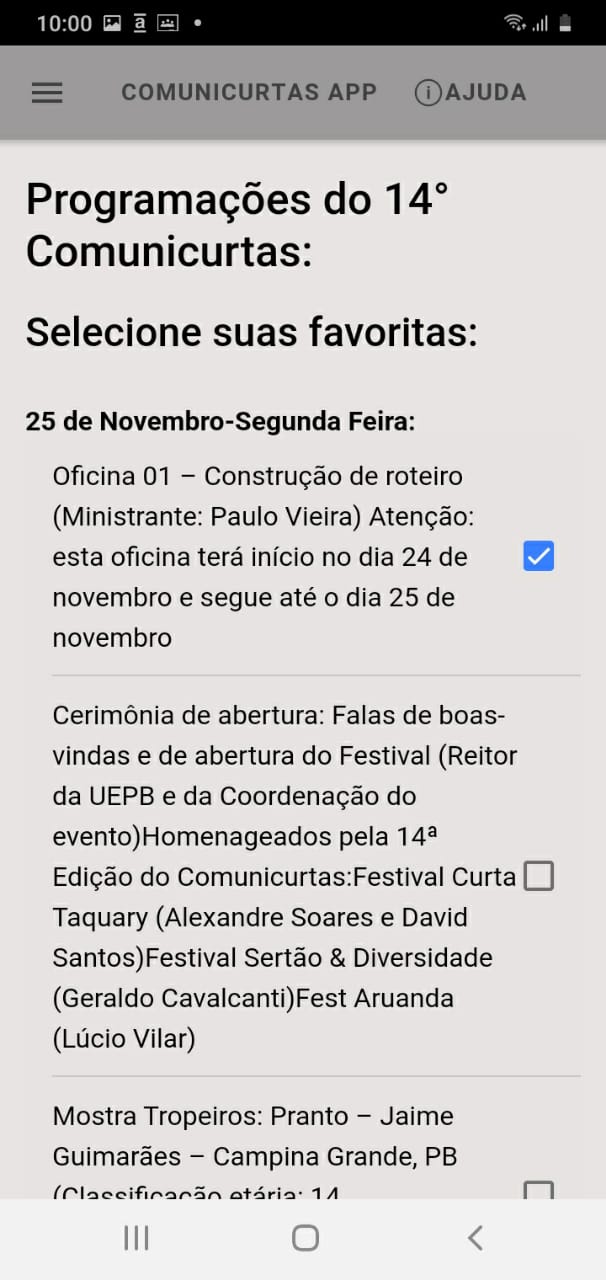 10:00
COMUNICURTAS APP
AJUDA
Programações do 14°
Comunicurtas:
Selecione suas favoritas:
25 de Novembro-Segunda Feira:
Oficina 01 – Construção de roteiro
(Ministrante: Paulo Vieira) Atenção:
esta oficina terá início no dia 24 de
novembro e segue até o dia 25 de
novembro
Cerimônia de abertura: Falas de boas-
vindas e de abertura do Festival (Reitor
da UEPB e da Coordenação do
evento)Homenageados pela 14ª
Edição do Comunicurtas:Festival Curta
Taquary (Alexandre Soares e David
Santos)Festival Sertão & Diversidade
(Geraldo Cavalcanti)Fest Aruanda
(Lúcio Vilar)
Mostra Tropeiros: Pranto – Jaime
Guimarães – Campina Grande, PB
(Classificação etária: 14